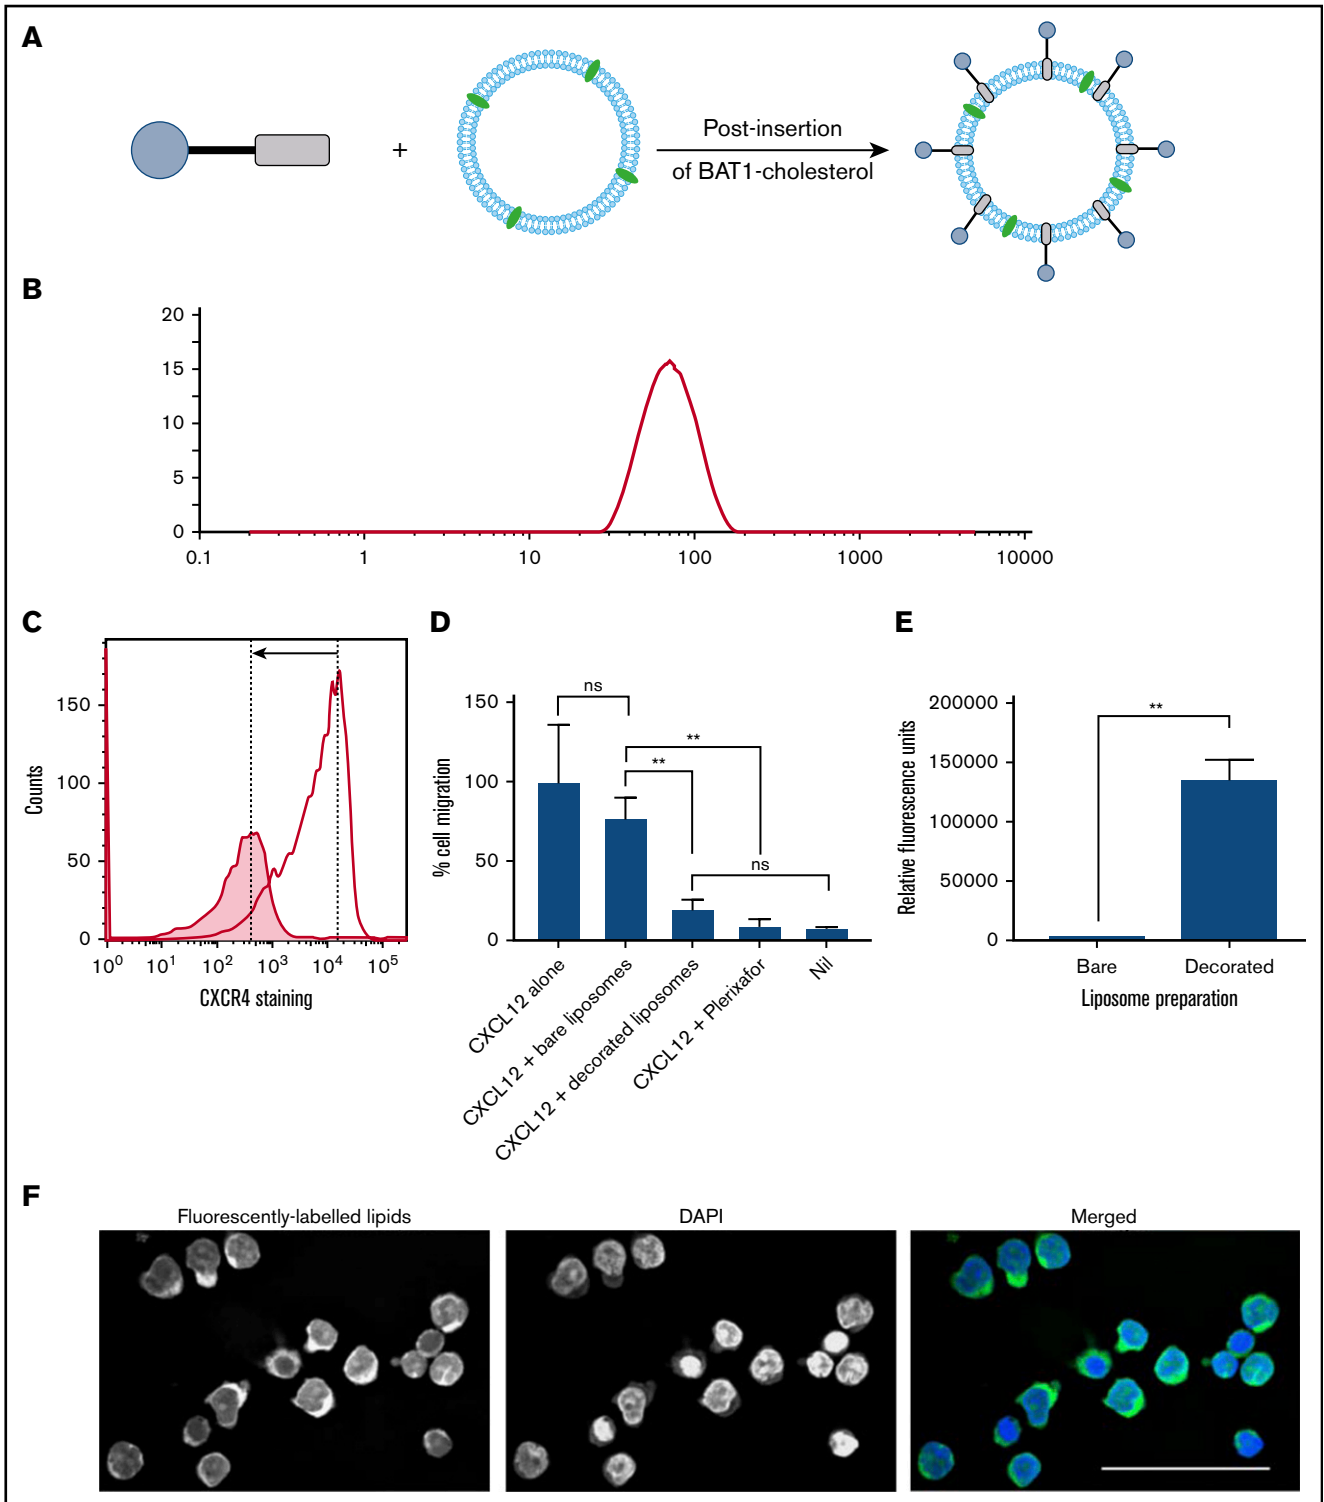 A
+
Post-insertion
of BAT1-cholesterol
B
20
15
10
5
0
0.1 1 10 100 1000 10000
C
Counts
150
100
50
0
10⁰ 10¹ 10² 10³ 10⁴ 10⁵
CXCR4 staining
D
% cell migration
150
100
50
0
ns
**
**
ns
CXCL12 alone
CXCL12 + bare liposomes
CXCL12 + decorated liposomes
CXCL12 + Plerixafor
Nil
E
Relative fluorescence units
200000
150000
100000
50000
0
**
Bare Decorated
Liposome preparation
F
Fluorescently-labelled lipids DAPI Merged